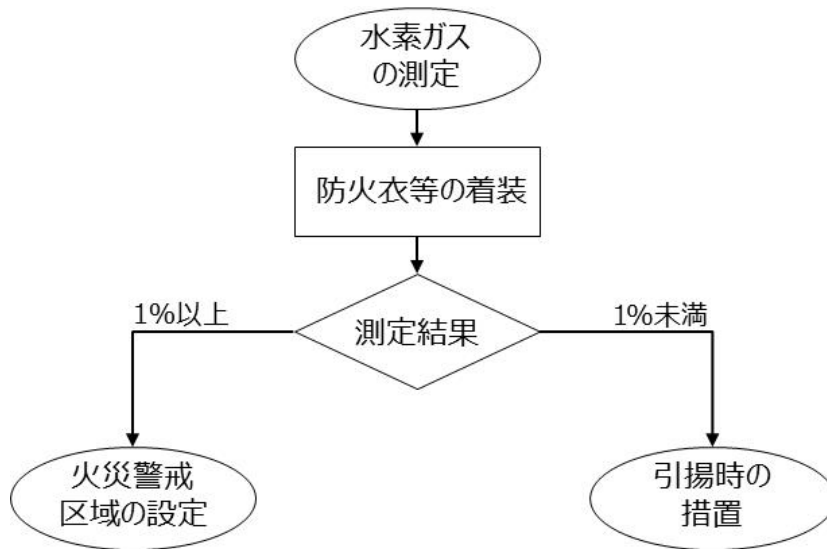 水素ガス
の測定
防火衣等の着装
測定結果
1%以上
1%未満
火災警戒
区域の設定
引揚時の
措置